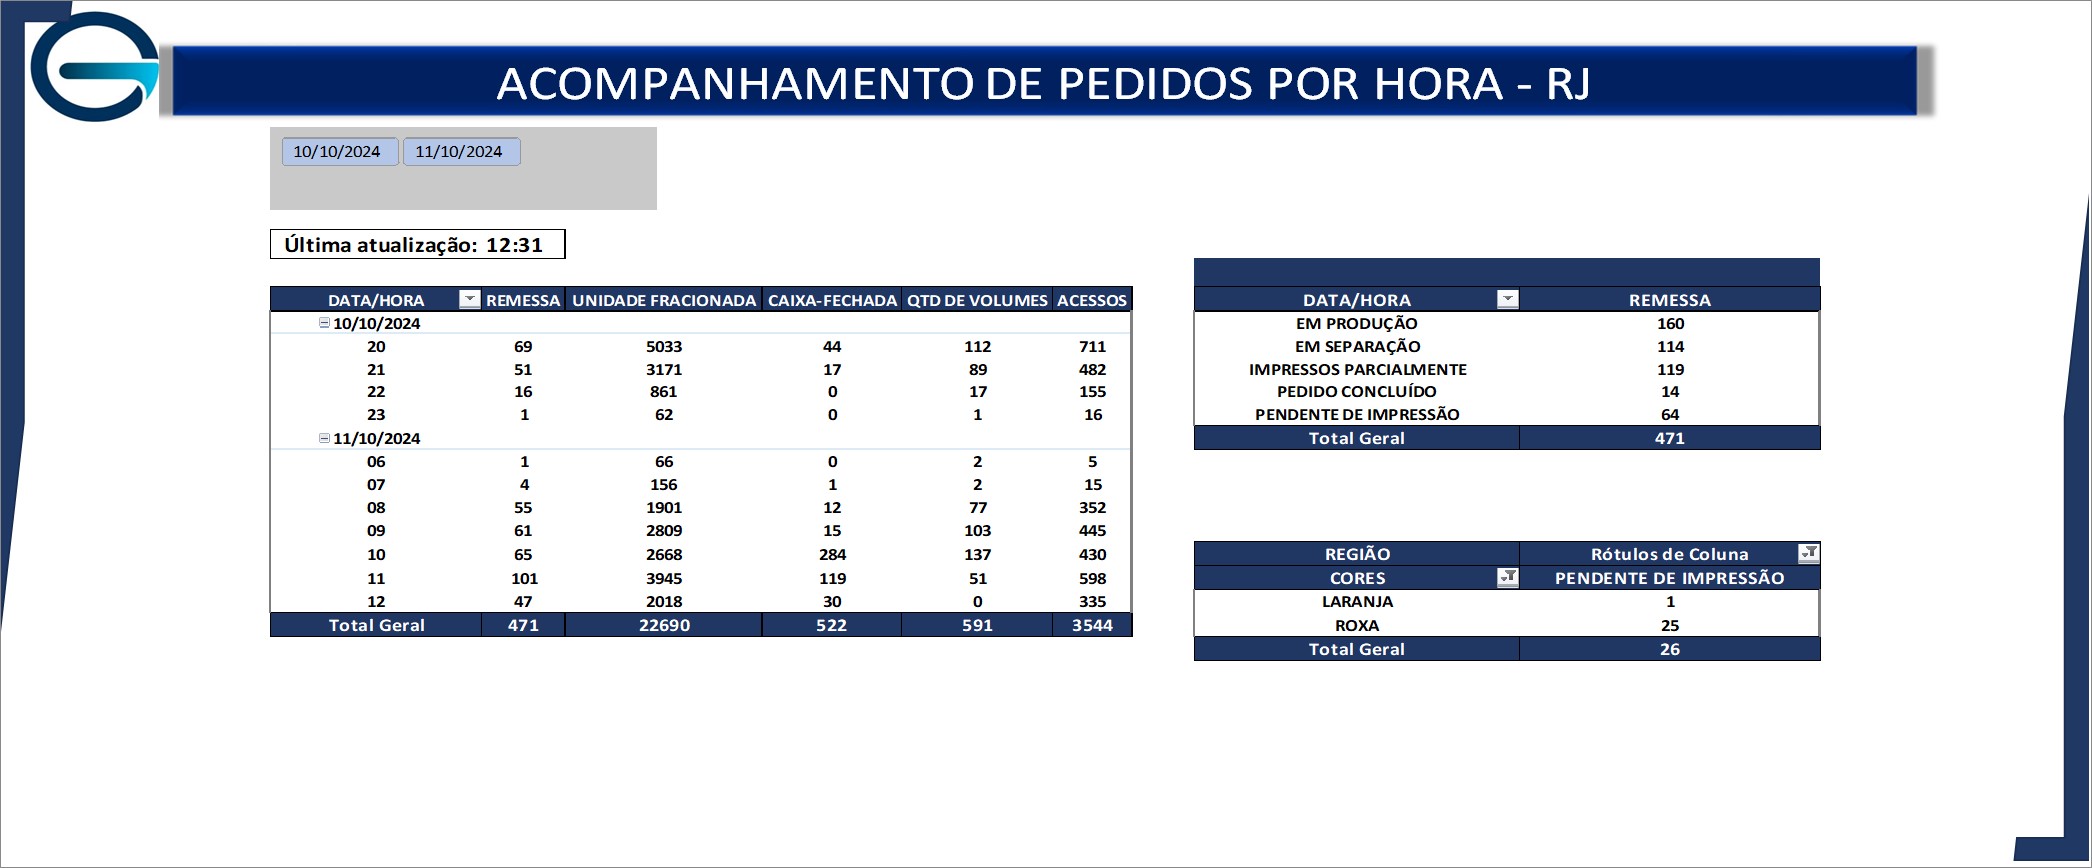 ACOMPANHAMENTO DE PEDIDOS POR HORA - RJ
10/10/2024 11/10/2024
Última atualização: 12:31
DATA/HORA REMESSA UNIDADE FRACIONADA CAIXA-FECHADA QTD DE VOLUMES ACESSOS
10/10/2024
20 69 5033 44 112 711
21 51 3171 17 89 482
22 16 861 0 17 155
23 1 62 0 1 16
11/10/2024
06 1 66 0 2 5
07 4 156 1 2 15
08 55 1901 12 77 352
09 61 2809 15 103 445
10 65 2668 284 137 430
11 101 3945 119 51 598
12 47 2018 30 0 335
Total Geral 471 22690 522 591 3544
DATA/HORA REMESSA
EM PRODUÇÃO 160
EM SEPARAÇÃO 114
IMPRESSOS PARCIALMENTE 119
PEDIDO CONCLUÍDO 14
PENDENTE DE IMPRESSÃO 64
Total Geral 471
REGIÃO Rótulos de Coluna
CORES PENDENTE DE IMPRESSÃO
LARANJA 1
ROXA 25
Total Geral 26